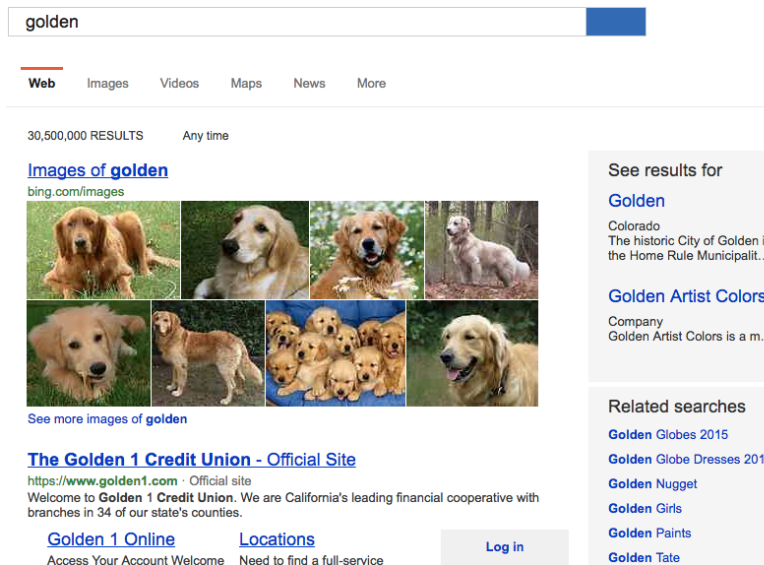 golden
Web Images Videos Maps News More
30,500,000 RESULTS Any time
Images of golden
bing.com/images
See more images of golden
The Golden 1 Credit Union - Official Site
https://www.golden1.com · Official site
Welcome to Golden 1 Credit Union. We are California's leading financial cooperative with
branches in 34 of our state's counties.
Golden 1 Online
Access Your Account Welcome
Locations
Need to find a full-service
Log in
See results for
Golden
Colorado
The historic City of Golden i
the Home Rule Municipalit...
Golden Artist Colors
Company
Golden Artist Colors is a m...
Related searches
Golden Globes 2015
Golden Globe Dresses 201
Golden Nugget
Golden Girls
Golden Paints
Golden Tate